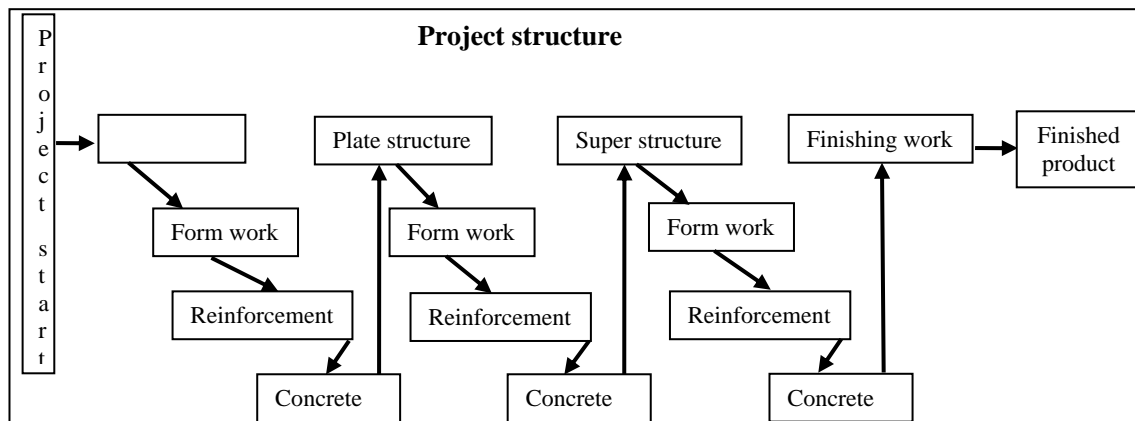 Project structure
Project start
Plate structure
Super structure
Finishing work
Finished
product
Form work
Form work
Form work
Reinforcement
Reinforcement
Reinforcement
Concrete
Concrete
Concrete